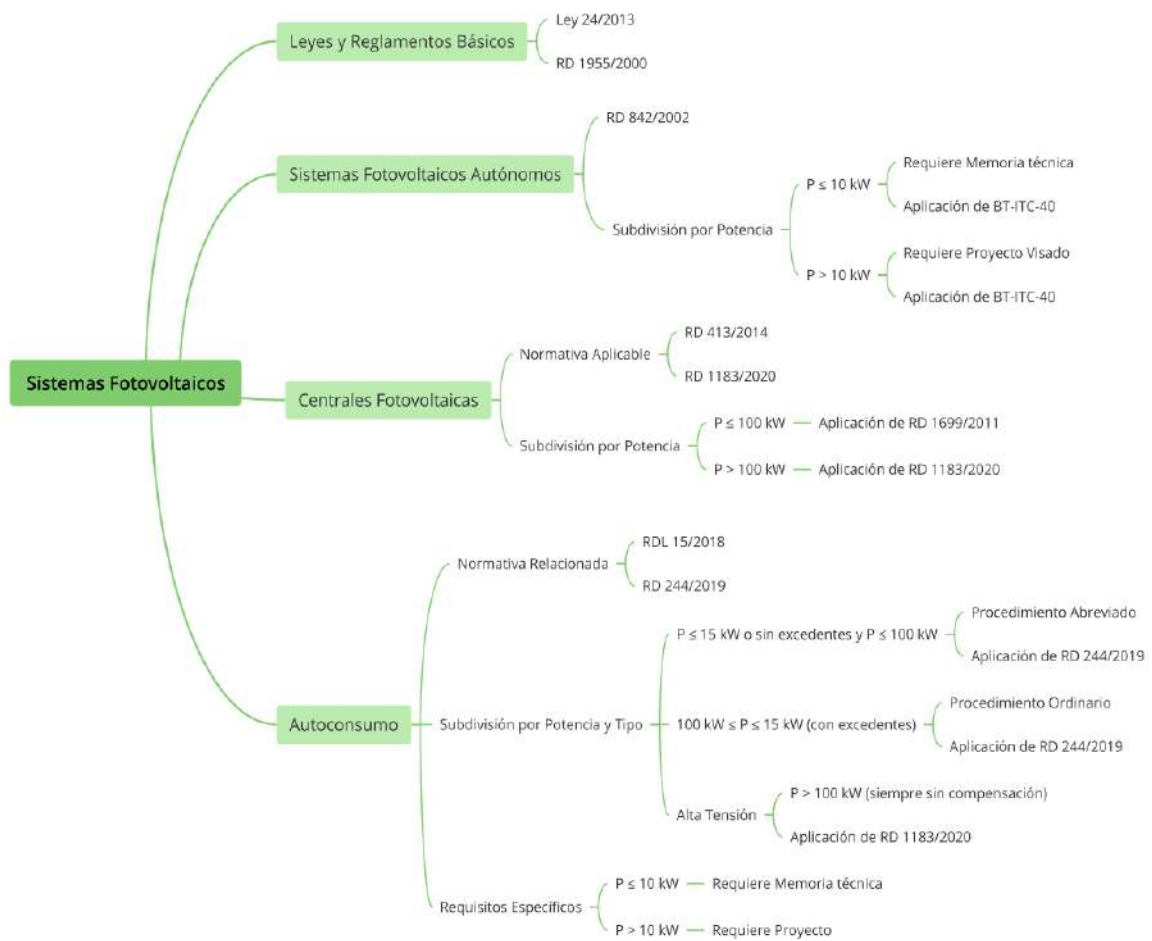 Sistemas Fotovoltaicos
Leyes y Reglamentos Básicos
Ley 24/2013
RD 1955/2000
Sistemas Fotovoltaicos Autónomos
RD 842/2002
Subdivisión por Potencia
P ≤ 10 kW
Requiere Memoria técnica
Aplicación de BT-ITC-40
P > 10 kW
Requiere Proyecto Visado
Aplicación de BT-ITC-40
Centrales Fotovoltaicas
Normativa Aplicable
RD 413/2014
RD 1183/2020
Subdivisión por Potencia
P ≤ 100 kW
Aplicación de RD 1699/2011
P > 100 kW
Aplicación de RD 1183/2020
Autoconsumo
Normativa Relacionada
RDL 15/2018
RD 244/2019
Subdivisión por Potencia y Tipo
P ≤ 15 kW o sin excedentes y P ≤ 100 kW
Procedimiento Abreviado
Aplicación de RD 244/2019
100 kW ≤ P ≤ 15 kW (con excedentes)
Procedimiento Ordinario
Aplicación de RD 244/2019
Alta Tensión
P > 100 kW (siempre sin compensación)
Aplicación de RD 1183/2020
Requisitos Específicos
P ≤ 10 kW
Requiere Memoria técnica
P > 10 kW
Requiere Proyecto